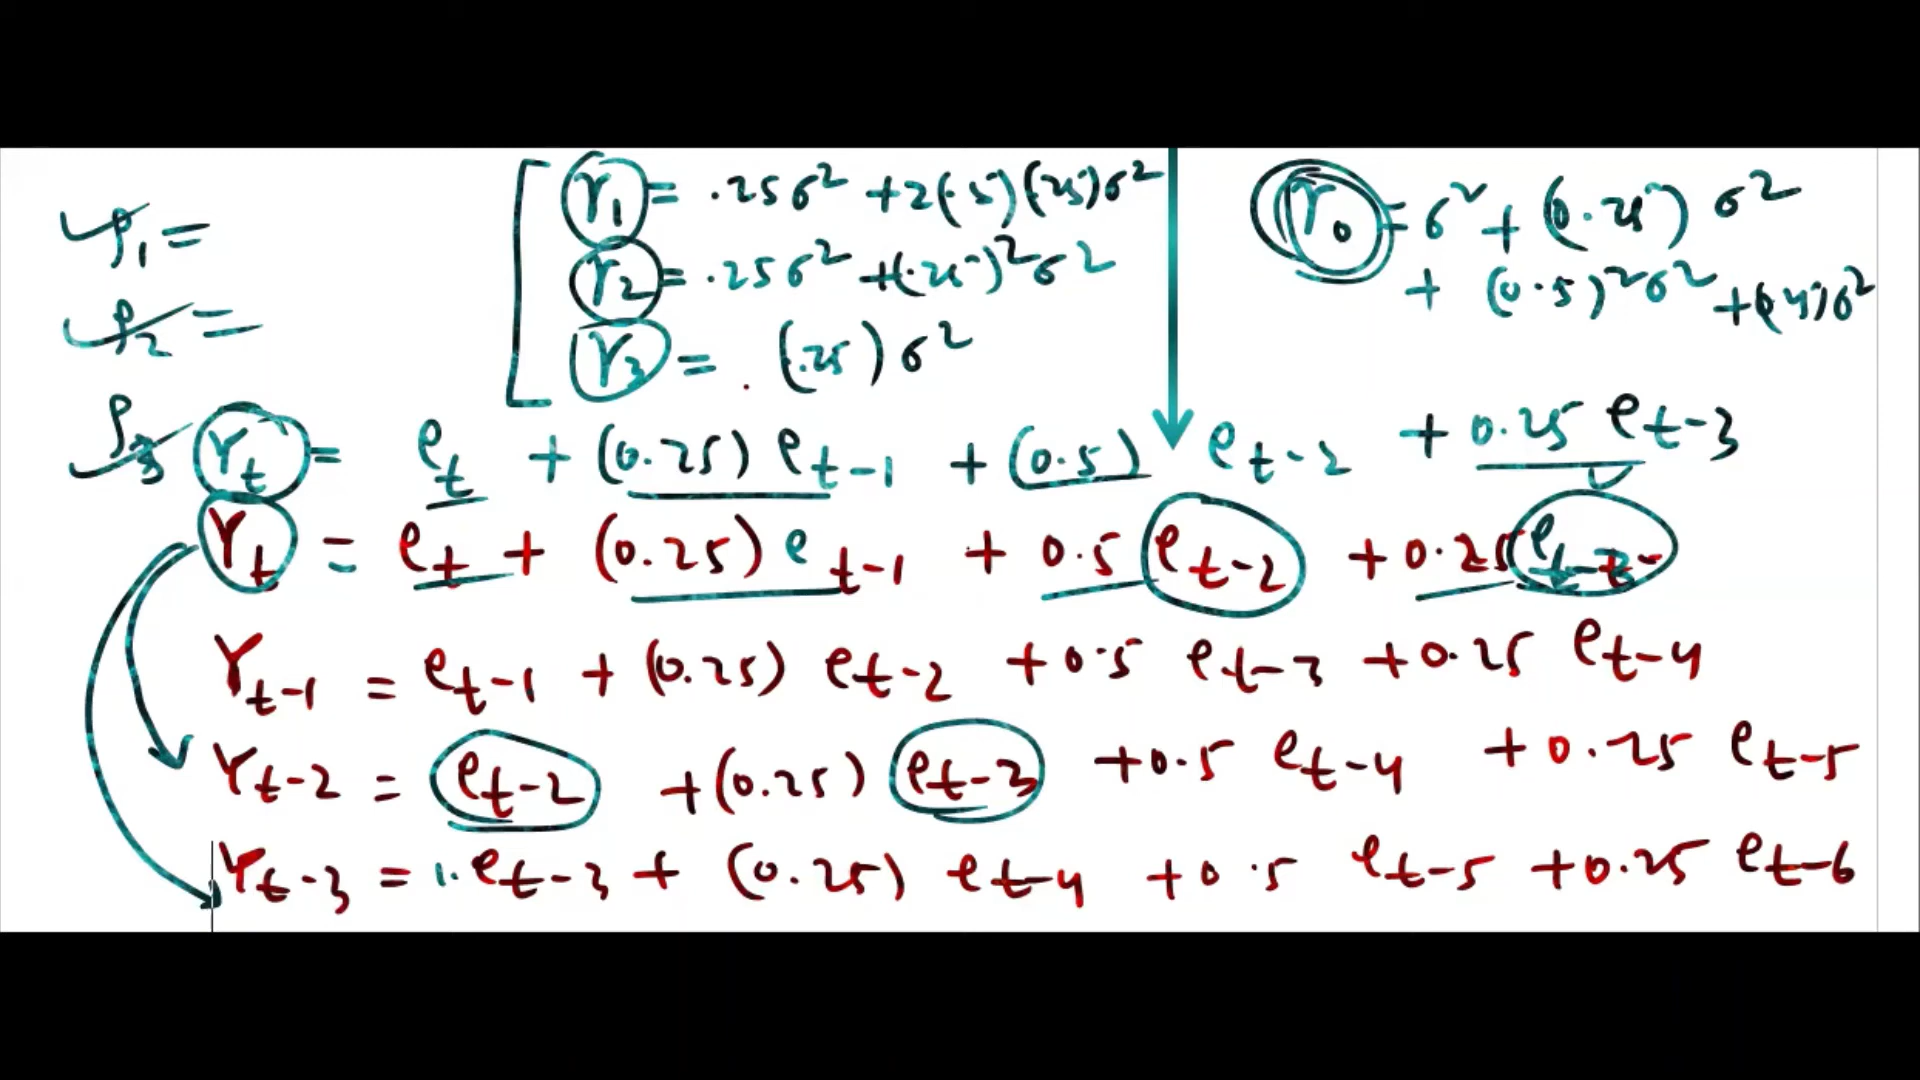 ρ₁ =
ρ₂ =
ρ₃
γ₁ = .25σ² + 2(.5)(.25)σ²
γ₂ = .25σ² + (.25)²σ²
γ₃ = (.25)σ²
γ₀ = σ² + (0.25)σ²
+ (0.5)²σ² + (.4)σ²
Yt = et + (0.25) et-1 + (0.5) et-2 + 0.25 et-3
Yt = et + (0.25) et-1 + 0.5 et-2 + 0.25 et-3
Yt-1 = et-1 + (0.25) et-2 + 0.5 et-3 + 0.25 et-4
Yt-2 = et-2 + (0.25) et-3 + 0.5 et-4 + 0.25 et-5
Yt-3 = 1. et-3 + (0.25) et-4 + 0.5 et-5 + 0.25 et-6